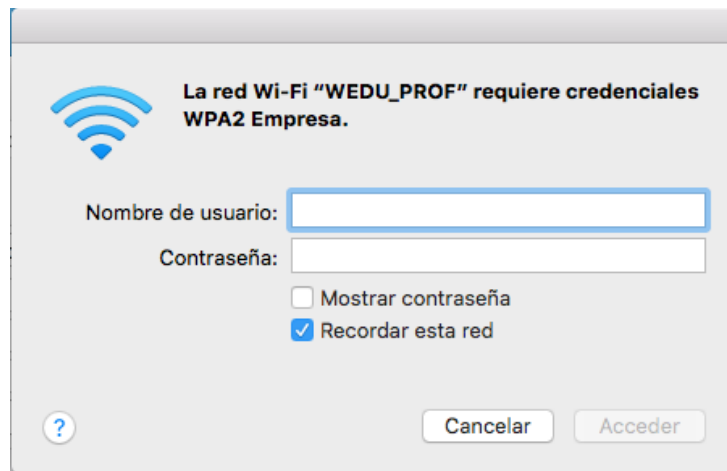 La red Wi-Fi “WEDU_PROF” requiere credenciales
WPA2 Empresa.
Nombre de usuario:
Contraseña:
Mostrar contraseña
Recordar esta red
?
Cancelar
Acceder